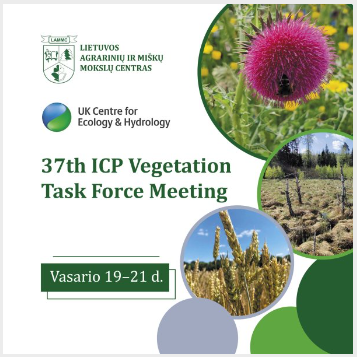 LAMMC
LIETUVOS
AGRARINIŲ IR MIŠKŲ
MOKSLŲ CENTRAS
UK Centre for
Ecology & Hydrology
37th ICP Vegetation
Task Force Meeting
Vasario 19–21 d.